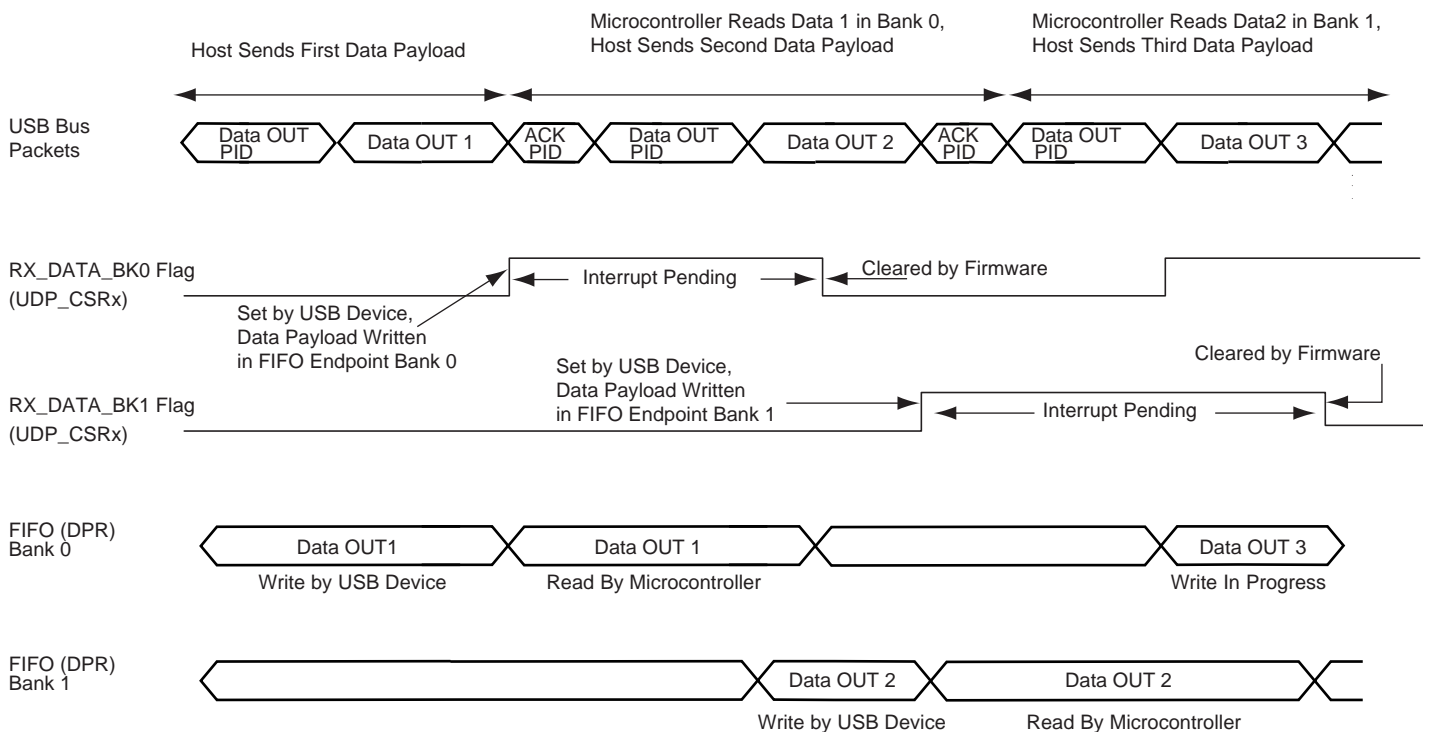 Microcontroller Reads Data 1 in Bank 0,
Host Sends Second Data Payload
Microcontroller Reads Data2 in Bank 1,
Host Sends Third Data Payload
Host Sends First Data Payload
USB Bus
Packets
Data OUT
PID
Data OUT 1
ACK
PID
Data OUT
PID
Data OUT 2
ACK
PID
Data OUT
PID
Data OUT 3
RX_DATA_BK0 Flag
(UDP_CSRx)
Interrupt Pending
Cleared by Firmware
Set by USB Device,
Data Payload Written
in FIFO Endpoint Bank 0
RX_DATA_BK1 Flag
(UDP_CSRx)
Set by USB Device,
Data Payload Written
in FIFO Endpoint Bank 1
Interrupt Pending
Cleared by Firmware
FIFO (DPR)
Bank 0
Data OUT1
Data OUT 1
Data OUT 3
Write by USB Device
Read By Microcontroller
Write In Progress
FIFO (DPR)
Bank 1
Data OUT 2
Data OUT 2
Write by USB Device
Read By Microcontroller